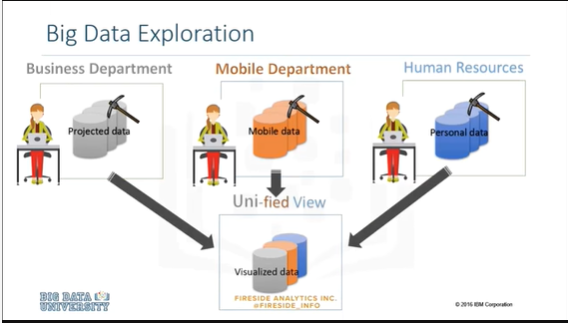 Big Data Exploration
Business Department
Mobile Department
Human Resources
Projected data
Mobile data
Personal data
Uni-fied View
Visualized data
FIRESIDE ANALYTICS INC.
@FIRESIDE_INFO
BIG DATA
UNIVERSITY
© 2016 IBM Corporation